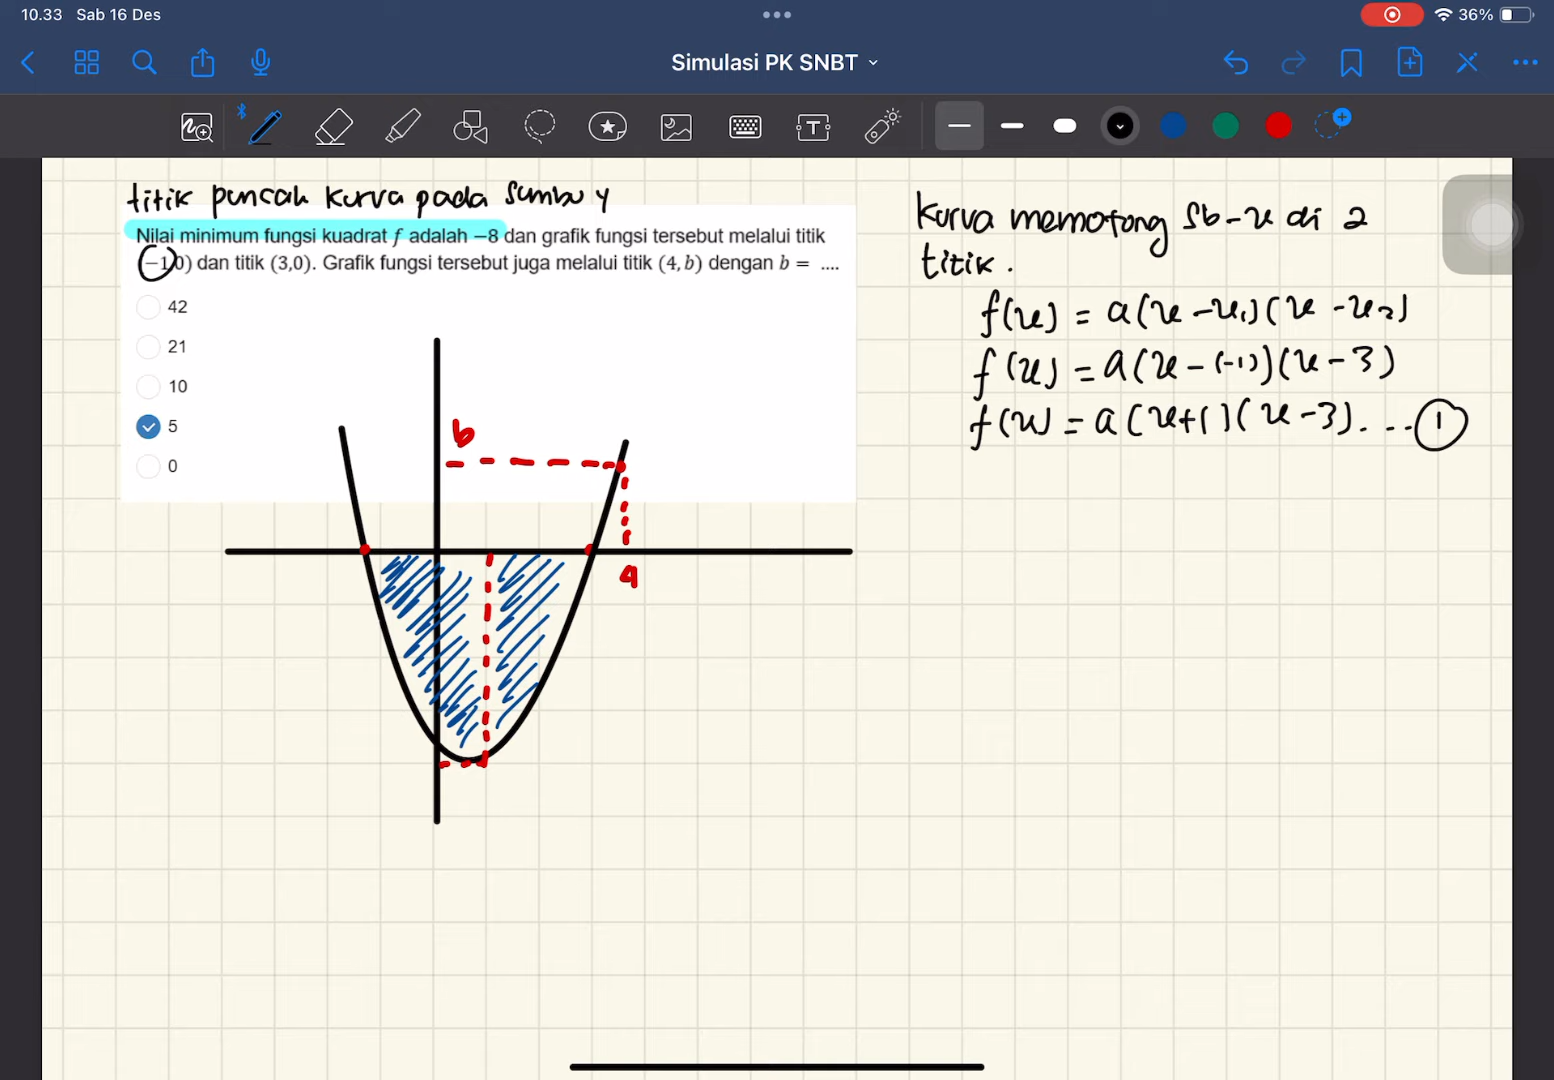 10.33 Sab 16 Des
36%
Simulasi PK SNBT
titik puncak kurva pada sumbu y
Nilai minimum fungsi kuadrat f adalah −8 dan grafik fungsi tersebut melalui titik
(−1,0) dan titik (3,0). Grafik fungsi tersebut juga melalui titik (4, b) dengan b = ....
42
21
10
5
0
b
4
Kurva memotong Sb-x di 2
titik.
f(x) = a(x - x₁)(x - x₂)
f(x) = a(x - (-1))(x - 3)
f(x) = a(x+1)(x-3). ... 1